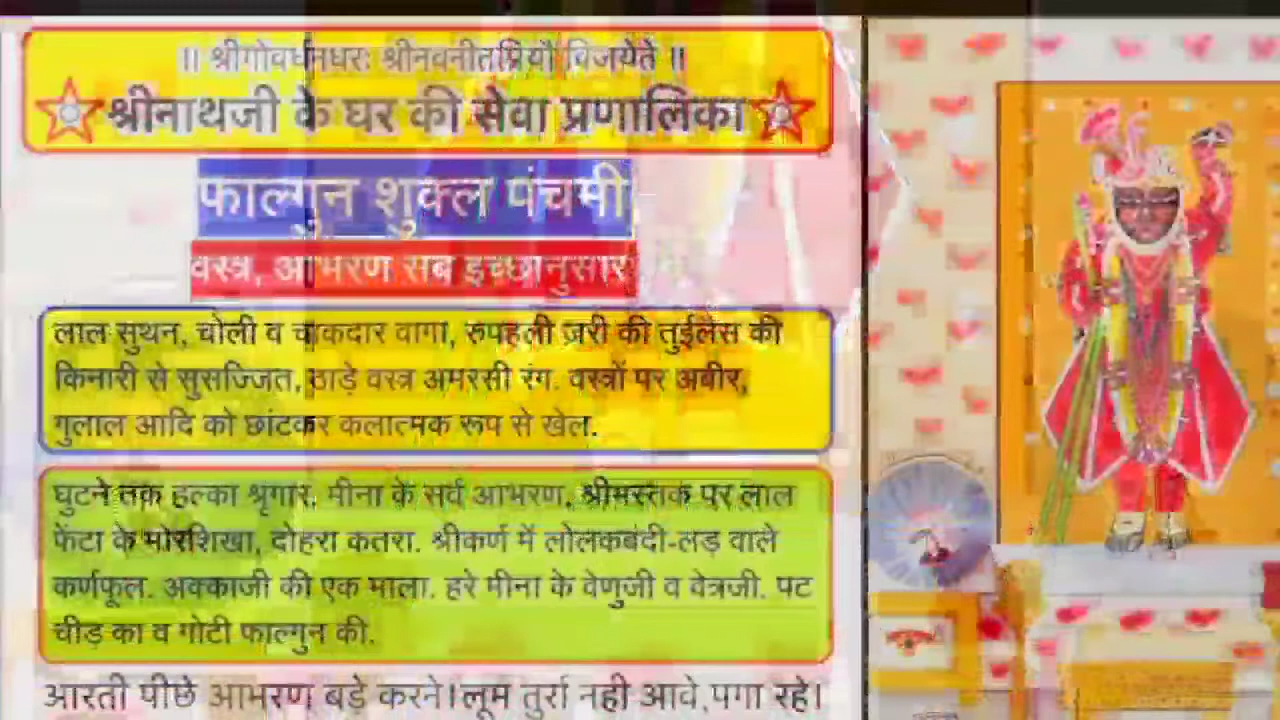 ॥ श्रीगोवर्धनधरः श्रीनवनीतप्रियौ विजयेते ॥
श्रीनाथजी के घर की सेवा प्रणालिका
फाल्गुन शुक्ल पंचमी
वस्त्र, आभरण सब इच्छानुसार
लाल सुथन, चोली व चाकदार वागा, रुपहली ज़री की तुईलैस की
किनारी से सुसज्जित, ठाड़े वस्त्र अमरसी रंग. वस्त्रों पर अबीर,
गुलाल आदि को छांटकर कलात्मक रूप से खेल.
घुटने तक़ हल्का श्रृंगार, मीना के सर्व आभरण, श्रीमस्तक पर लाल
फेंटा के मोरशिखा, दोहरा कतरा. श्रीकर्ण में लोलकबंदी-लड़ वाले
कर्णफूल. अक्काजी की एक माला. हरे मीना के वेणुजी व वेत्रजी. पट
चीड़ का व गोटी फाल्गुन की.
आरती पीछे आभरण बड़े करने।लूम तुर्रा नही आवे,पगा रहे।